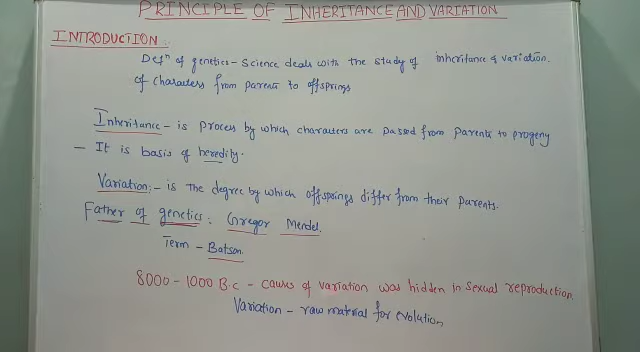 PRINCIPLE OF INHERITANCE AND VARIATION
INTRODUCTION:
Defⁿ of genetics - Science deals with the study of inheritance & variation.
of characters from parents to offsprings
Inheritance - is process by which characters are passed from parents to progeny
- It is basis of heredity.
Variation:- is the degree by which offsprings differ from their parents.
Father of genetics: Gregor Mendel.
Term - Batson
8000 - 1000 B.C - causes of variation was hidden in sexual reproduction.
Variation - raw material for evolution